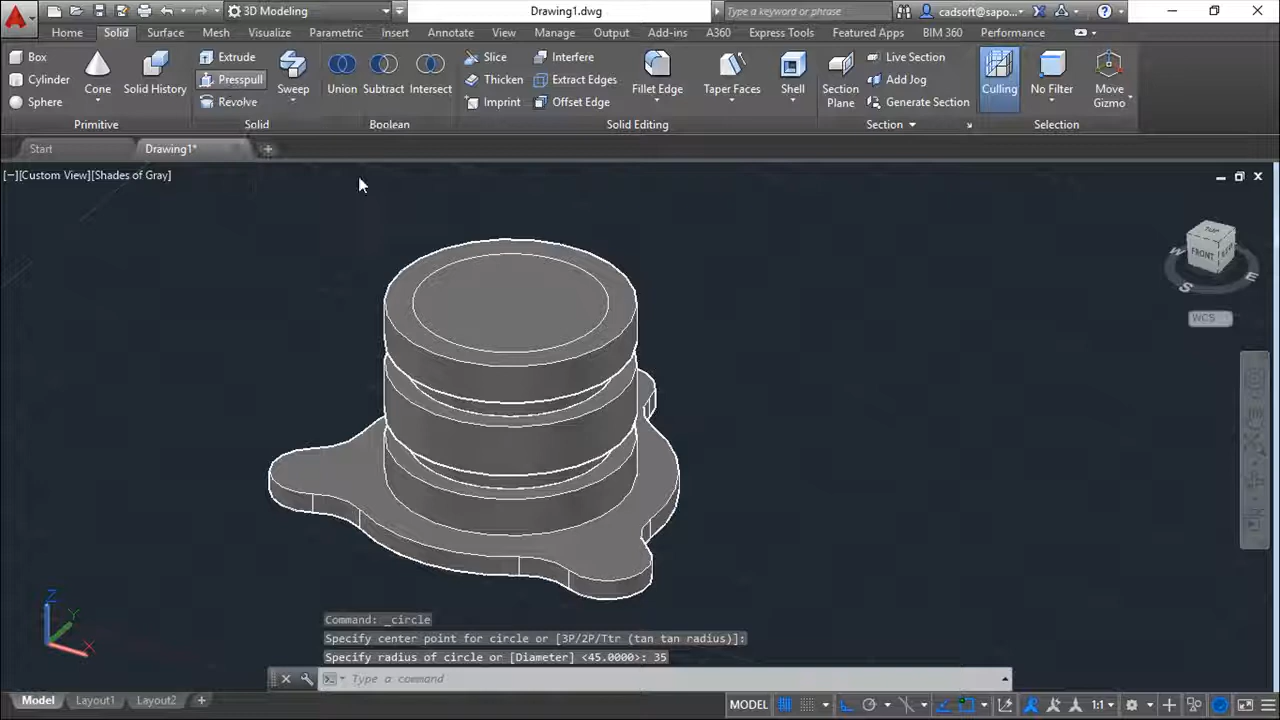 3D Modeling
Drawing1.dwg
Type a keyword or phrase
cadsoft@sapo...
Home Solid Surface Mesh Visualize Parametric Insert Annotate View Manage Output Add-ins A360 Express Tools Featured Apps BIM 360 Performance
Box
Cylinder
Sphere
Cone
Solid History
Primitive
Extrude
Presspull
Revolve
Sweep
Solid
Union
Subtract
Intersect
Boolean
Slice
Thicken
Imprint
Interfere
Extract Edges
Offset Edge
Fillet Edge
Taper Faces
Shell
Solid Editing
Section
Plane
Live Section
Add Jog
Generate Section
Section
Culling
No Filter
Move
Gizmo
Selection
Start
Drawing1*
[−][Custom View][Shades of Gray]
TOP
FRONT
W
S
E
WCS
Z
Y
X
Command: _circle
Specify center point for circle or [3P/2P/Ttr (tan tan radius)]:
Specify radius of circle or [Diameter] <45.0000>: 35
Type a command
Model Layout1 Layout2
MODEL
1:1